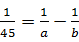 1/45 = 1/a − 1/b